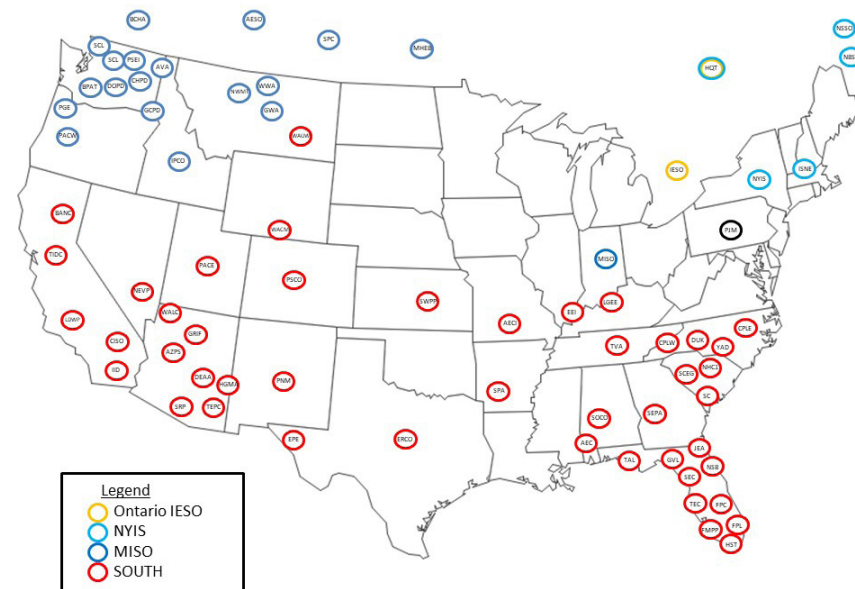 BCHA
AESO
SPC
MHEB
NSSO
NBS
HQT
SCL
SCL
PSEI
AVA
BPAT
DOPD
CHPD
GCPD
PGE
PACW
IPCO
NWMT
WWA
GWA
WAUW
IESO
NYIS
ISNE
BANC
WACM
PJM
TIDC
PACE
PSCO
MISO
NEVP
SWPP
LGEE
EEI
WALC
LDWP
AECI
CPLE
GRIF
CISO
AZPS
TVA
CPLW
DUK
YAD
IID
DEAA
HGMA
PNM
SPA
SCEG
NHC1
SC
SRP
TEPC
SOCO
SEPA
EPE
ERCO
AEC
JEA
TAL
GVL
NSB
SEC
TEC
FPC
FMPP
FPL
HST
Legend
Ontario IESO
NYIS
MISO
SOUTH